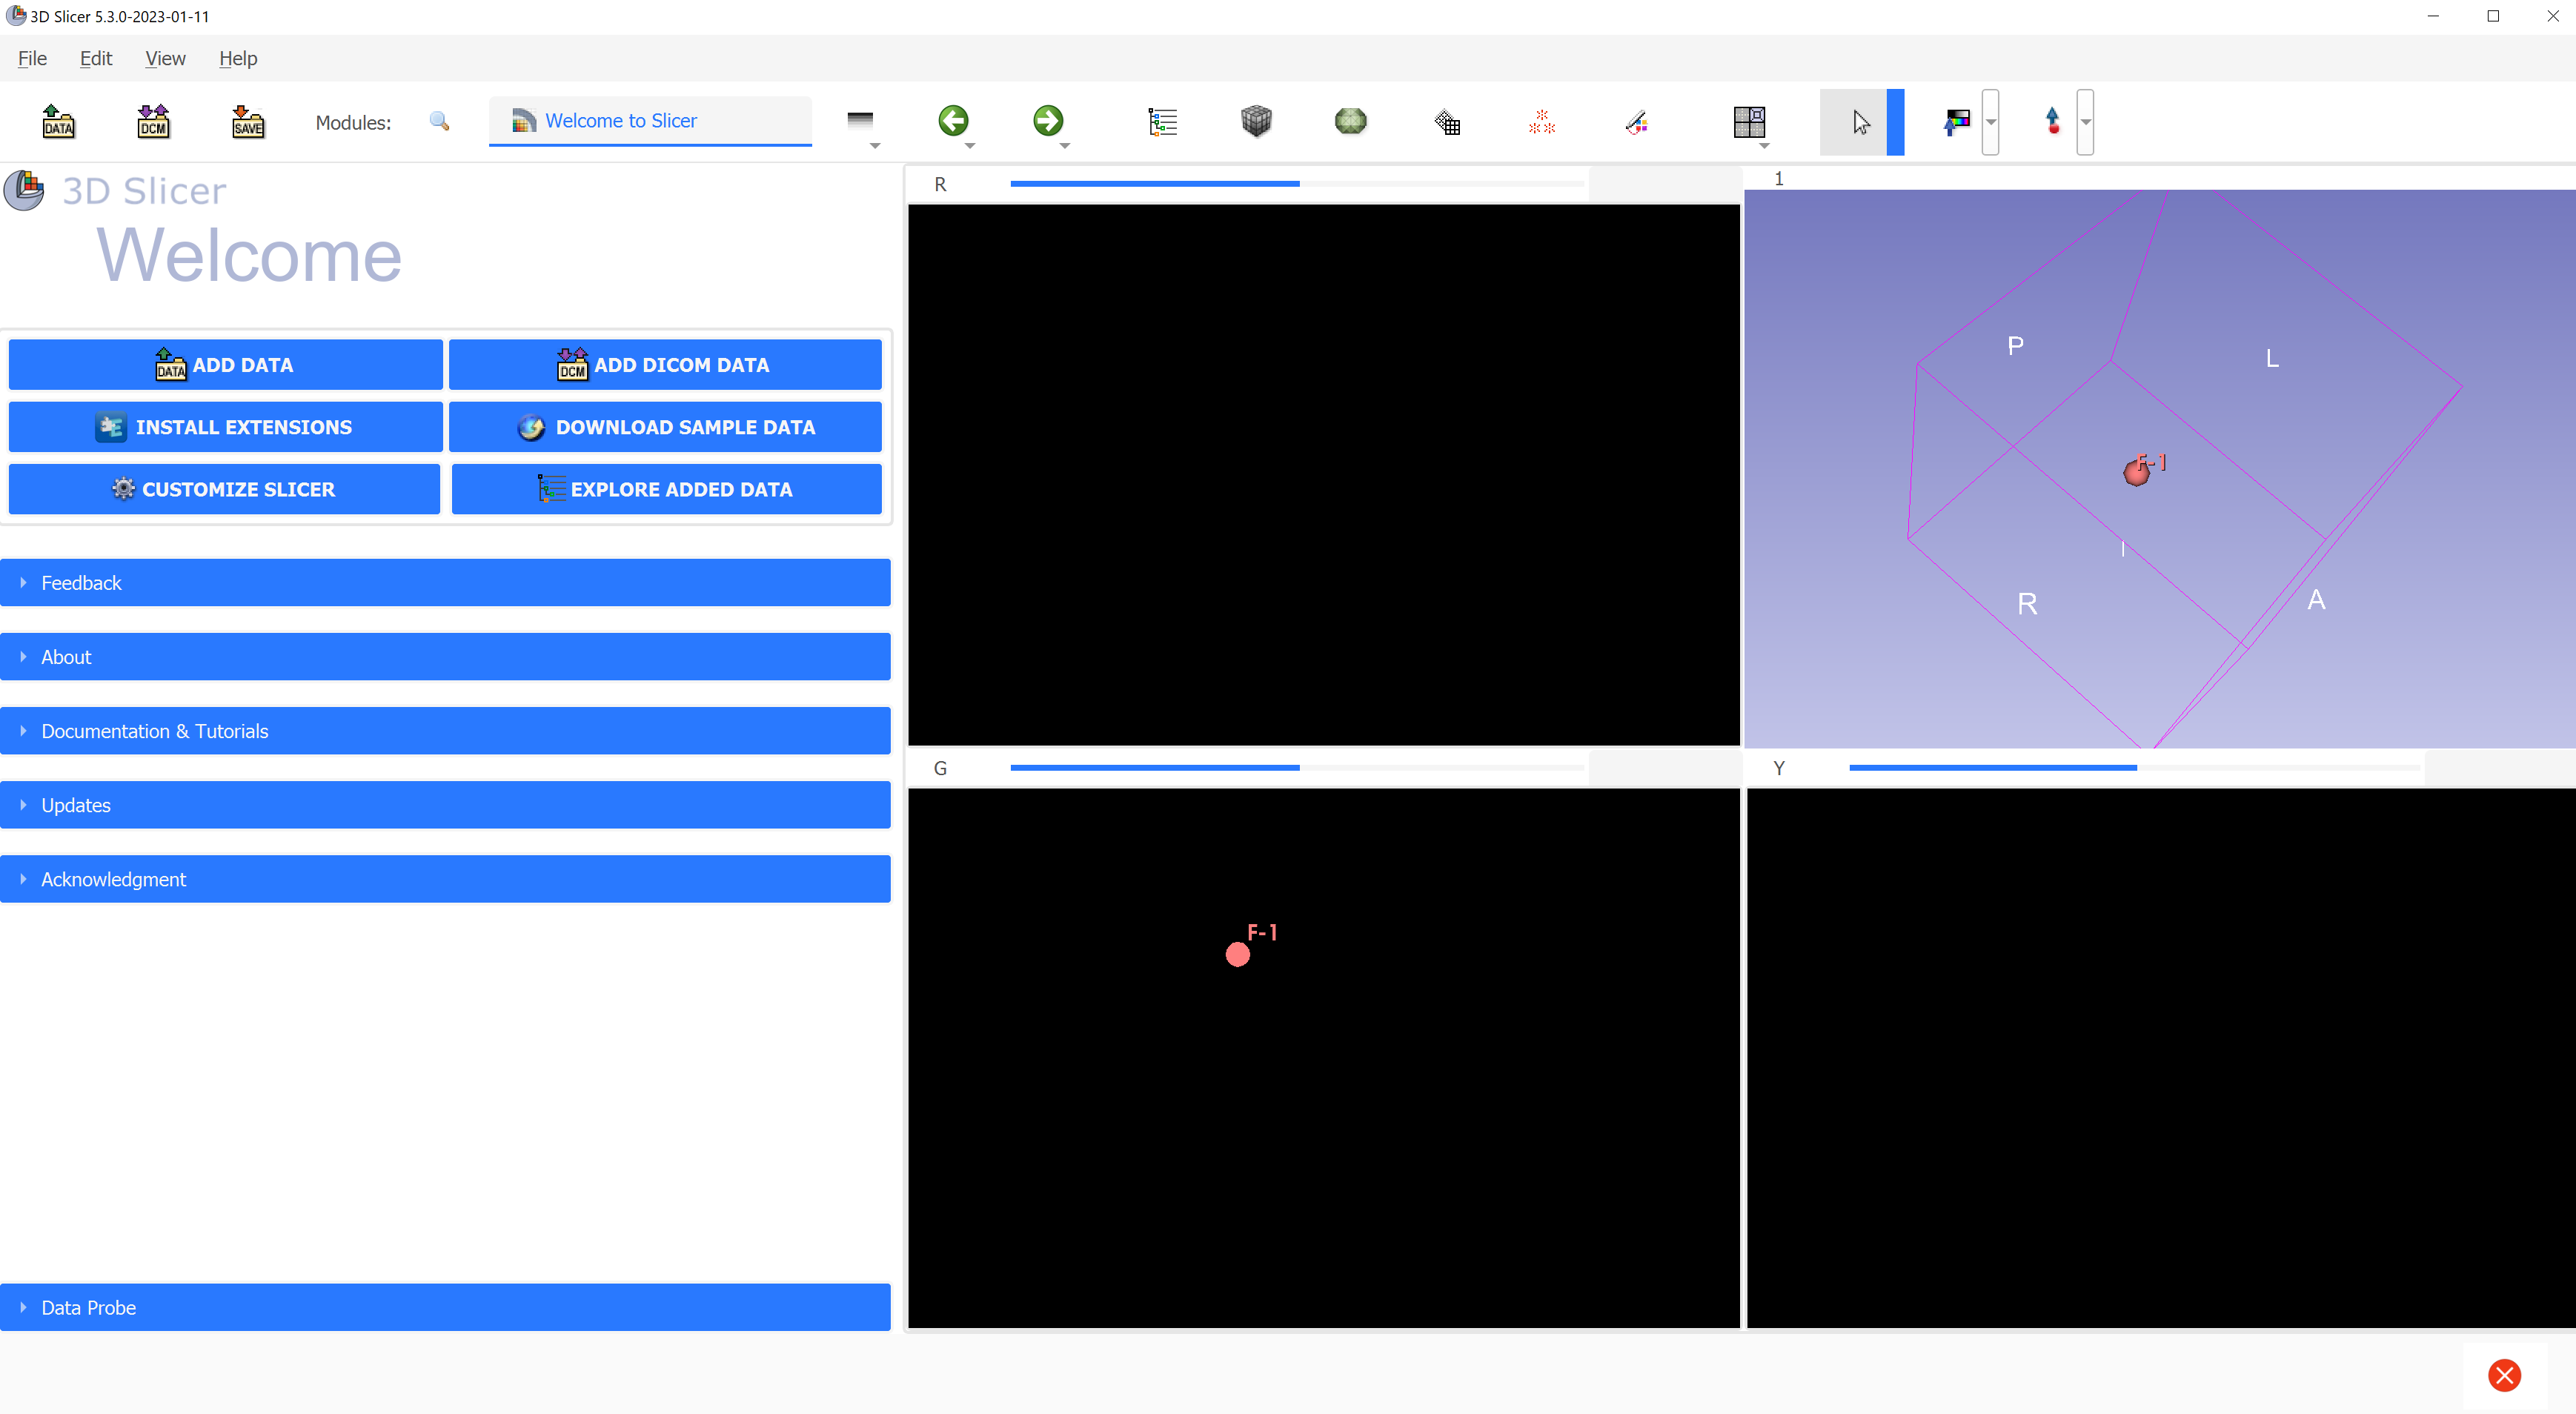 3D Slicer 5.3.0-2023-01-11
File Edit View Help
DATA DCM SAVE Modules: Welcome to Slicer
3D Slicer
Welcome
DATA ADD DATA
DCM ADD DICOM DATA
INSTALL EXTENSIONS
DOWNLOAD SAMPLE DATA
CUSTOMIZE SLICER
EXPLORE ADDED DATA
Feedback
About
Documentation & Tutorials
Updates
Acknowledgment
Data Probe
R
1
P
L
F-1
I
R
A
G
F-1
Y